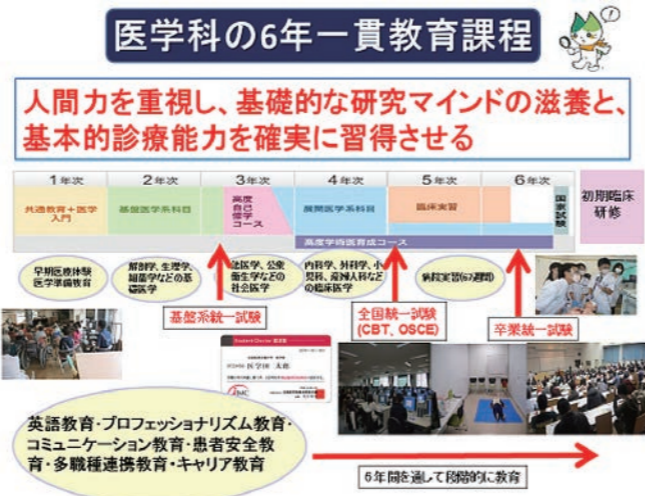 医学科の6年一貫教育課程
人間力を重視し、基礎的な研究マインドの滋養と、
基本的診療能力を確実に習得させる
1年次 2年次 3年次 4年次 5年次 6年次
共通教育+医学
入門
基盤医学系科目
高度
自己
修学
コース
展開医学系科目
臨床実習
国家試験
初期臨床
研修
高度学術医育成コース
早期医療体験
医学準備教育
解剖学、生理学、
細菌学などの基
礎医学
法医学、公衆
衛生学などの
社会医学
内科学、外科学、小
児科、産婦人科など
の臨床医学
病院実習(67週間)
基盤系統一試験
全国統一試験
(CBT, OSCE)
卒業統一試験
Student Doctor
医学田 太郎
英語教育・プロフェッショナリズム教育・
コミュニケーション教育・患者安全教
育・多職種連携教育・キャリア教育
6年間を通して段階的に教育